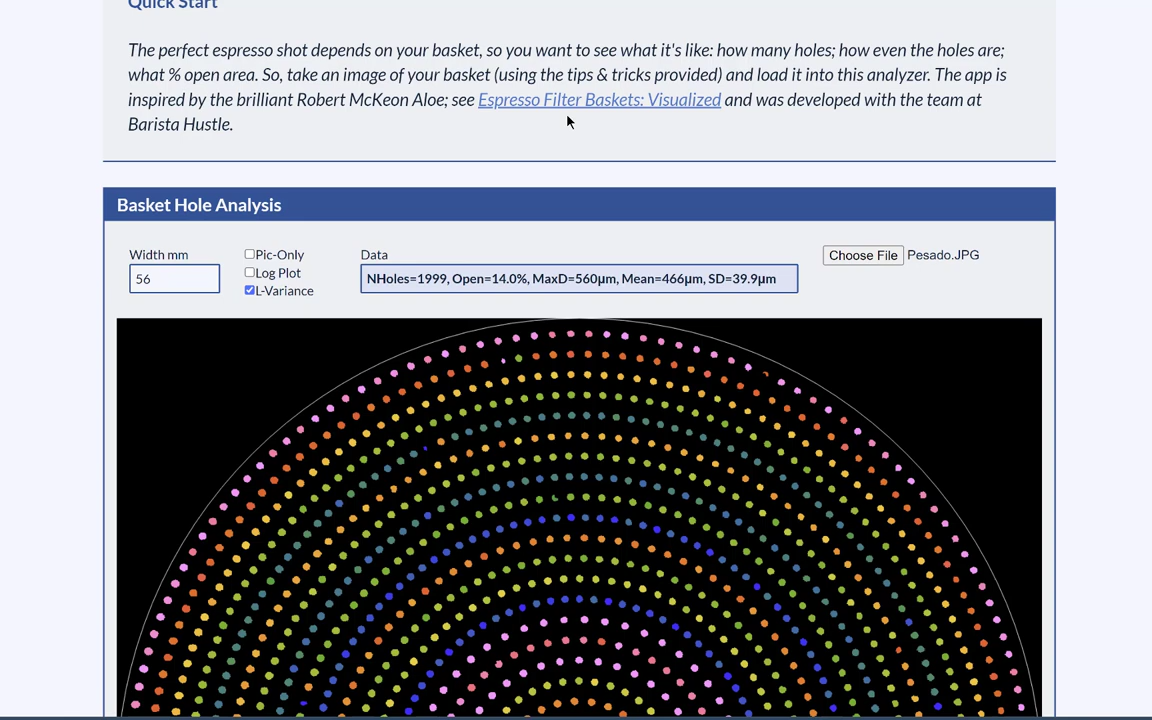 Quick Start
The perfect espresso shot depends on your basket, so you want to see what it's like: how many holes; how even the holes are;
what % open area. So, take an image of your basket (using the tips & tricks provided) and load it into this analyzer. The app is
inspired by the brilliant Robert McKeon Aloe; see Espresso Filter Baskets: Visualized and was developed with the team at
Barista Hustle.
Basket Hole Analysis
Width mm
56
Pic-Only
Log Plot
L-Variance
Data
NHoles=1999, Open=14.0%, MaxD=560µm, Mean=466µm, SD=39.9µm
Choose File Pesado.JPG